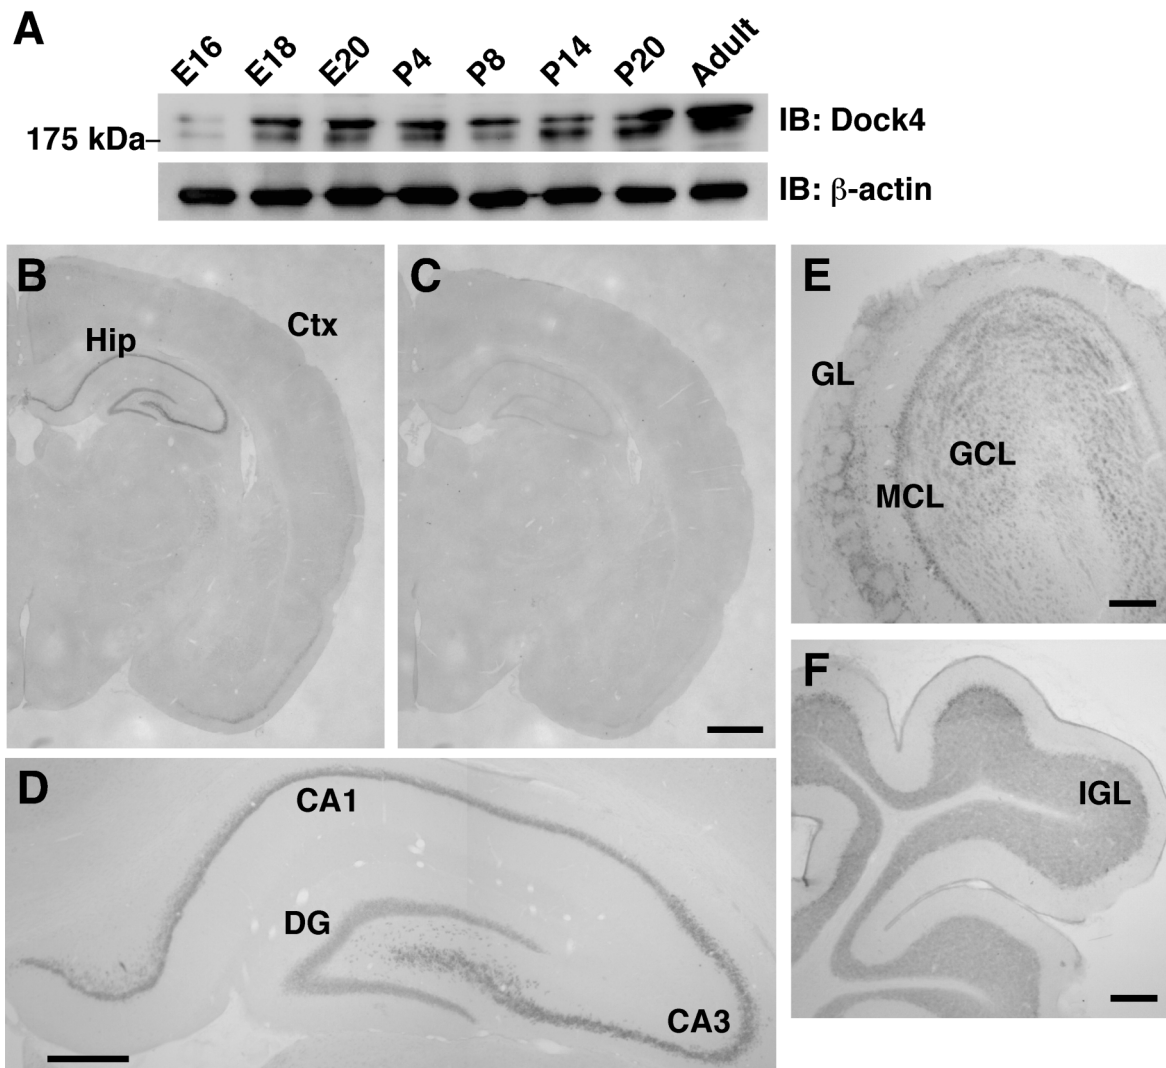 A
E16 E18 E20 P4 P8 P14 P20 Adult
175 kDa–
IB: Dock4
IB: β-actin
B
Hip
Ctx
C
E
GL
GCL
MCL
D
CA1
DG
CA3
F
IGL